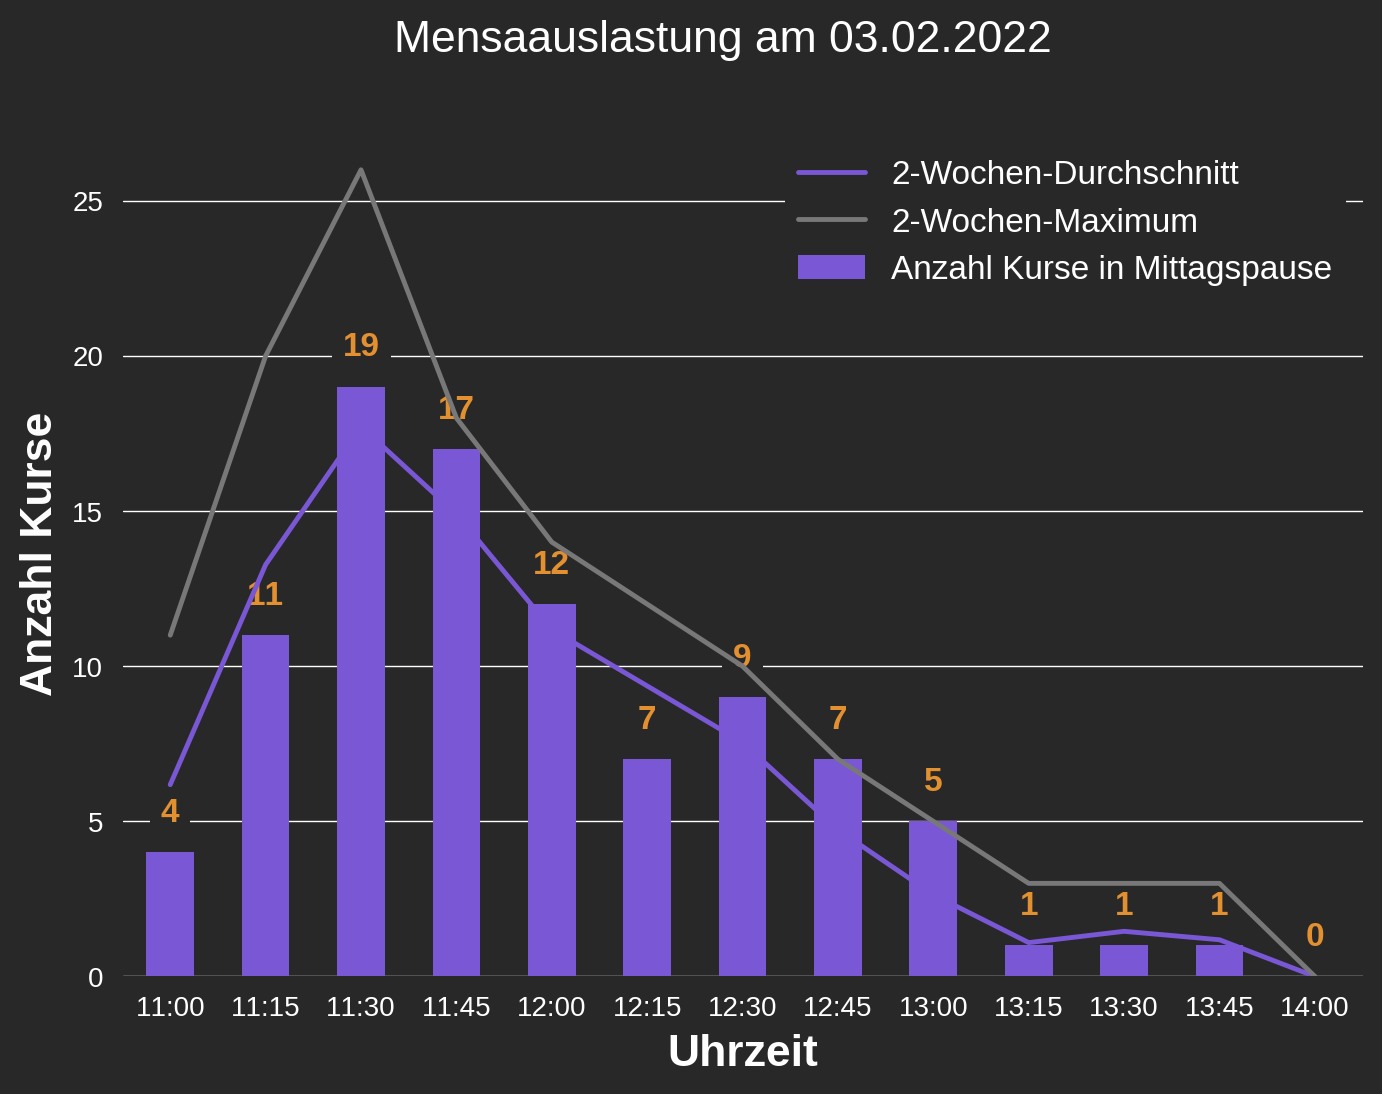 Mensaauslastung am 03.02.2022
2-Wochen-Durchschnitt
2-Wochen-Maximum
Anzahl Kurse in Mittagspause
Anzahl Kurse
25
20
15
10
5
0
4
11
19
17
12
7
9
7
5
1
1
1
0
11:00 11:15 11:30 11:45 12:00 12:15 12:30 12:45 13:00 13:15 13:30 13:45 14:00
Uhrzeit